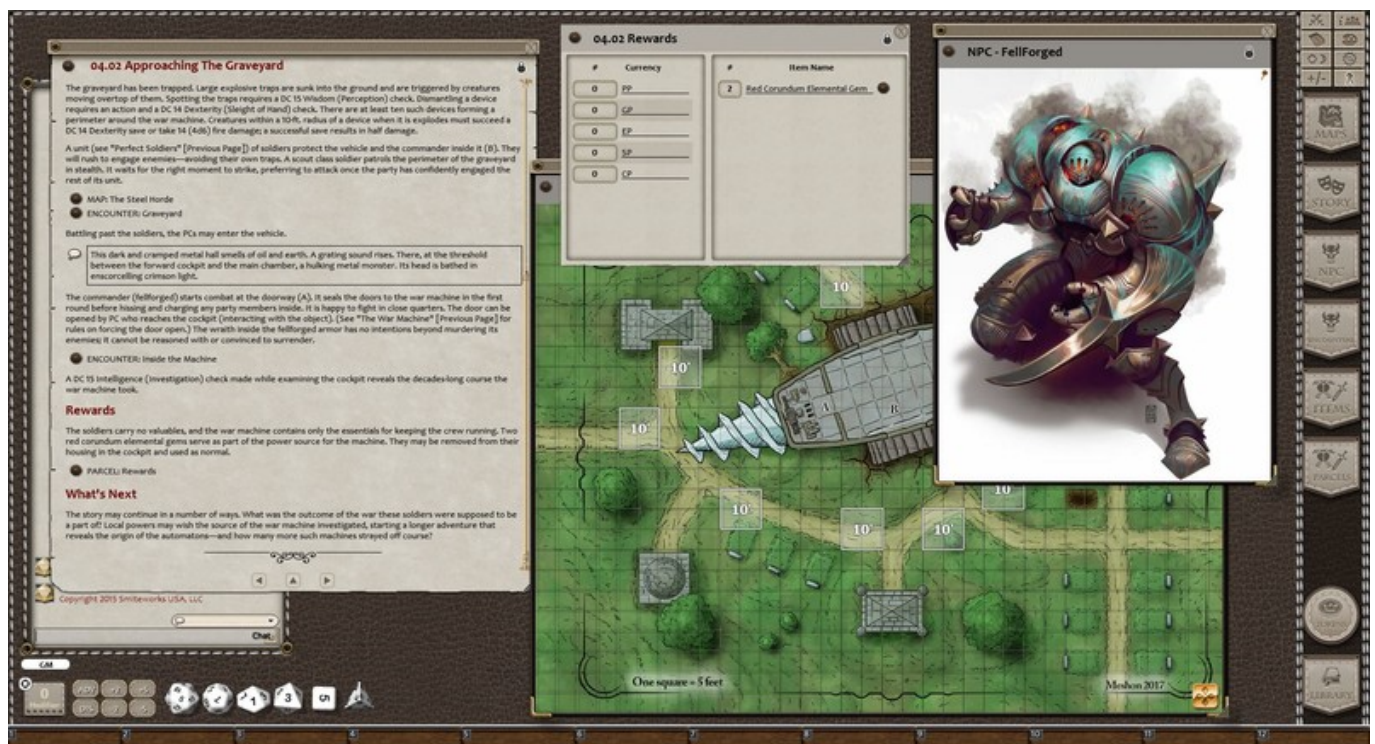 04.02 Approaching The Graveyard
The graveyard has been trapped. Large explosive traps are sunk into the ground and are triggered by creatures
moving overtop of them. Spotting the traps requires a DC 15 Wisdom (Perception) check. Dismantling a device
requires an action and a DC 14 Dexterity (Sleight of Hand) check. There are at least ten such devices forming a
perimeter around the war machine. Creatures within a 10-ft. radius of a device when it is explodes must succeed a
DC 14 Dexterity save or take 14 (4d6) fire damage; a successful save results in half damage.
A unit (see "Perfect Soldiers" [Previous Page]) of soldiers protect the vehicle and the commander inside it (B). They
will rush to engage enemies—avoiding their own traps. A scout class soldier patrols the perimeter of the graveyard
in stealth. It waits for the right moment to strike, preferring to attack once the party has confidently engaged the
rest of its unit.
MAP: The Steel Horde
ENCOUNTER: Graveyard
Battling past the soldiers, the PCs may enter the vehicle.
This dark and cramped metal hall smells of oil and earth. A grating sound rises. There, at the threshold
between the forward cockpit and the main chamber, a hulking metal monster. Its head is bathed in
ensorcelling crimson light.
The commander (fellforged) starts combat at the doorway (A). It seals the doors to the war machine in the first
round before hissing and charging any party members inside. It is happy to fight in close quarters. The door can be
opened by PC who reaches the cockpit (interacting with the object). (See "The War Machine" [Previous Page] for
rules on forcing the door open.) The wraith inside the fellforged armor has no intentions beyond murdering its
enemies; it cannot be reasoned with or convinced to surrender.
ENCOUNTER: Inside the Machine
A DC 15 Intelligence (Investigation) check made while examining the cockpit reveals the decades-long course the
war machine took.
Rewards
The soldiers carry no valuables, and the war machine contains only the essentials for keeping the crew running. Two
red corundum elemental gems serve as part of the power source for the machine. They may be removed from their
housing in the cockpit and used as normal.
PARCEL: Rewards
What's Next
The story may continue in a number of ways. What was the outcome of the war these soldiers were supposed to be
a part of? Local powers may wish the source of the war machine investigated, starting a longer adventure that
reveals the origin of the automatons—and how many more such machines strayed off course?
Copyright 2015 Smiteworks USA, LLC
Chat
GM
0
1
3
5
04.02 Rewards
# Currency
0 PP
0 GP
0 EP
0 SP
0 CP
# Item Name
2 Red Corundum Elemental Gem
NPC - FellForged
10'
10'
10'
A
B
10'
10'
10'
10'
One square = 5 feet
Meshon 2017
+/-
MAPS
STORY
NPC
ITEMS
PARCELS
LIBRARY
1 2 3 4 5 6 7 8 9 10 11 12